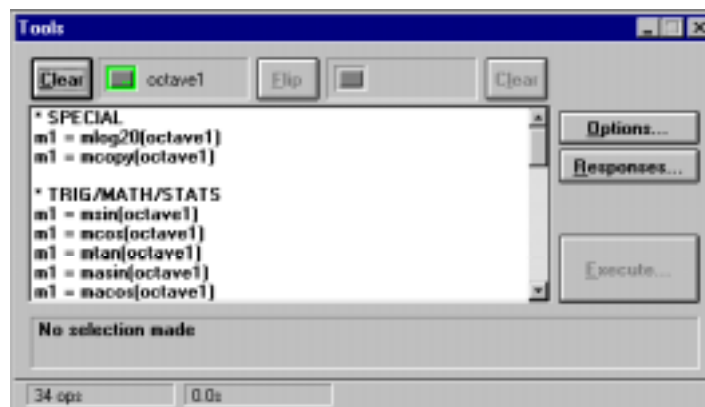 Tools
Clear octave1 Flip Clear
* SPECIAL
m1 = mlog20(octave1)
m1 = mcopy(octave1)
* TRIG/MATH/STATS
m1 = msin(octave1)
m1 = mcos(octave1)
m1 = mtan(octave1)
m1 = masin(octave1)
m1 = macos(octave1)
Options...
Responses...
Execute...
No selection made
34 ops 0.0s